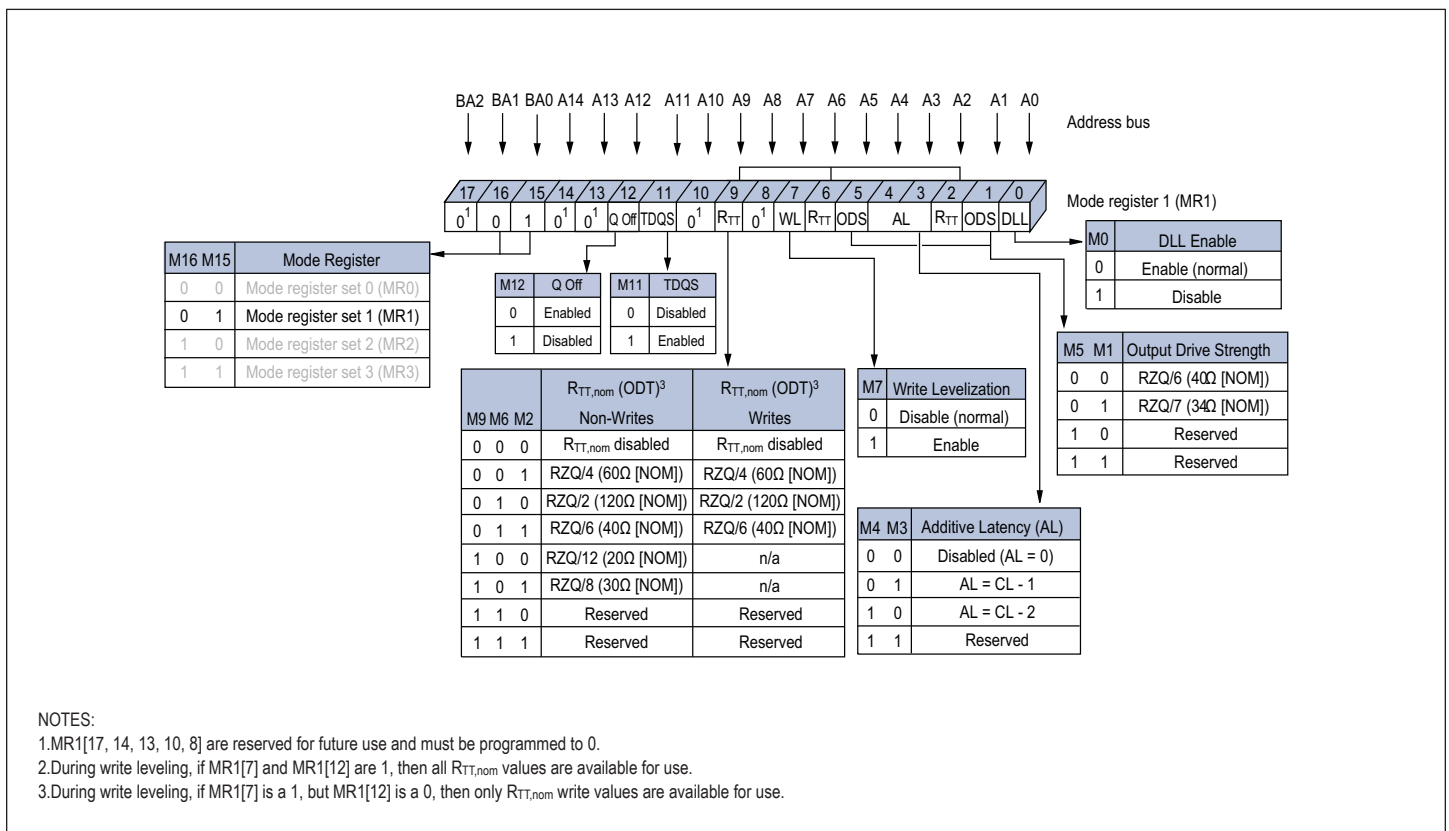 BA2 BA1 BA0 A14 A13 A12 A11 A10 A9 A8 A7 A6 A5 A4 A3 A2 A1 A0
Address bus
17 16 15 14 13 12 11 10 9 8 7 6 5 4 3 2 1 0
Mode register 1 (MR1)
0¹ 0 1 0¹ 0¹ Q Off TDQS 0¹ RTT 0¹ WL RTT ODS AL RTT ODS DLL
M16 M15 Mode Register
0 0 Mode register set 0 (MR0)
0 1 Mode register set 1 (MR1)
1 0 Mode register set 2 (MR2)
1 1 Mode register set 3 (MR3)
M12 Q Off
0 Enabled
1 Disabled
M11 TDQS
0 Disabled
1 Enabled
M0 DLL Enable
0 Enable (normal)
1 Disable
M5 M1 Output Drive Strength
0 0 RZQ/6 (40Ω [NOM])
0 1 RZQ/7 (34Ω [NOM])
1 0 Reserved
1 1 Reserved
RTT,nom (ODT)³ RTT,nom (ODT)³
M9 M6 M2 Non-Writes Writes
0 0 0 RTT,nom disabled RTT,nom disabled
0 0 1 RZQ/4 (60Ω [NOM]) RZQ/4 (60Ω [NOM])
0 1 0 RZQ/2 (120Ω [NOM]) RZQ/2 (120Ω [NOM])
0 1 1 RZQ/6 (40Ω [NOM]) RZQ/6 (40Ω [NOM])
1 0 0 RZQ/12 (20Ω [NOM]) n/a
1 0 1 RZQ/8 (30Ω [NOM]) n/a
1 1 0 Reserved Reserved
1 1 1 Reserved Reserved
M7 Write Levelization
0 Disable (normal)
1 Enable
M4 M3 Additive Latency (AL)
0 0 Disabled (AL = 0)
0 1 AL = CL - 1
1 0 AL = CL - 2
1 1 Reserved
NOTES:
1.MR1[17, 14, 13, 10, 8] are reserved for future use and must be programmed to 0.
2.During write leveling, if MR1[7] and MR1[12] are 1, then all RTT,nom values are available for use.
3.During write leveling, if MR1[7] is a 1, but MR1[12] is a 0, then only RTT,nom write values are available for use.